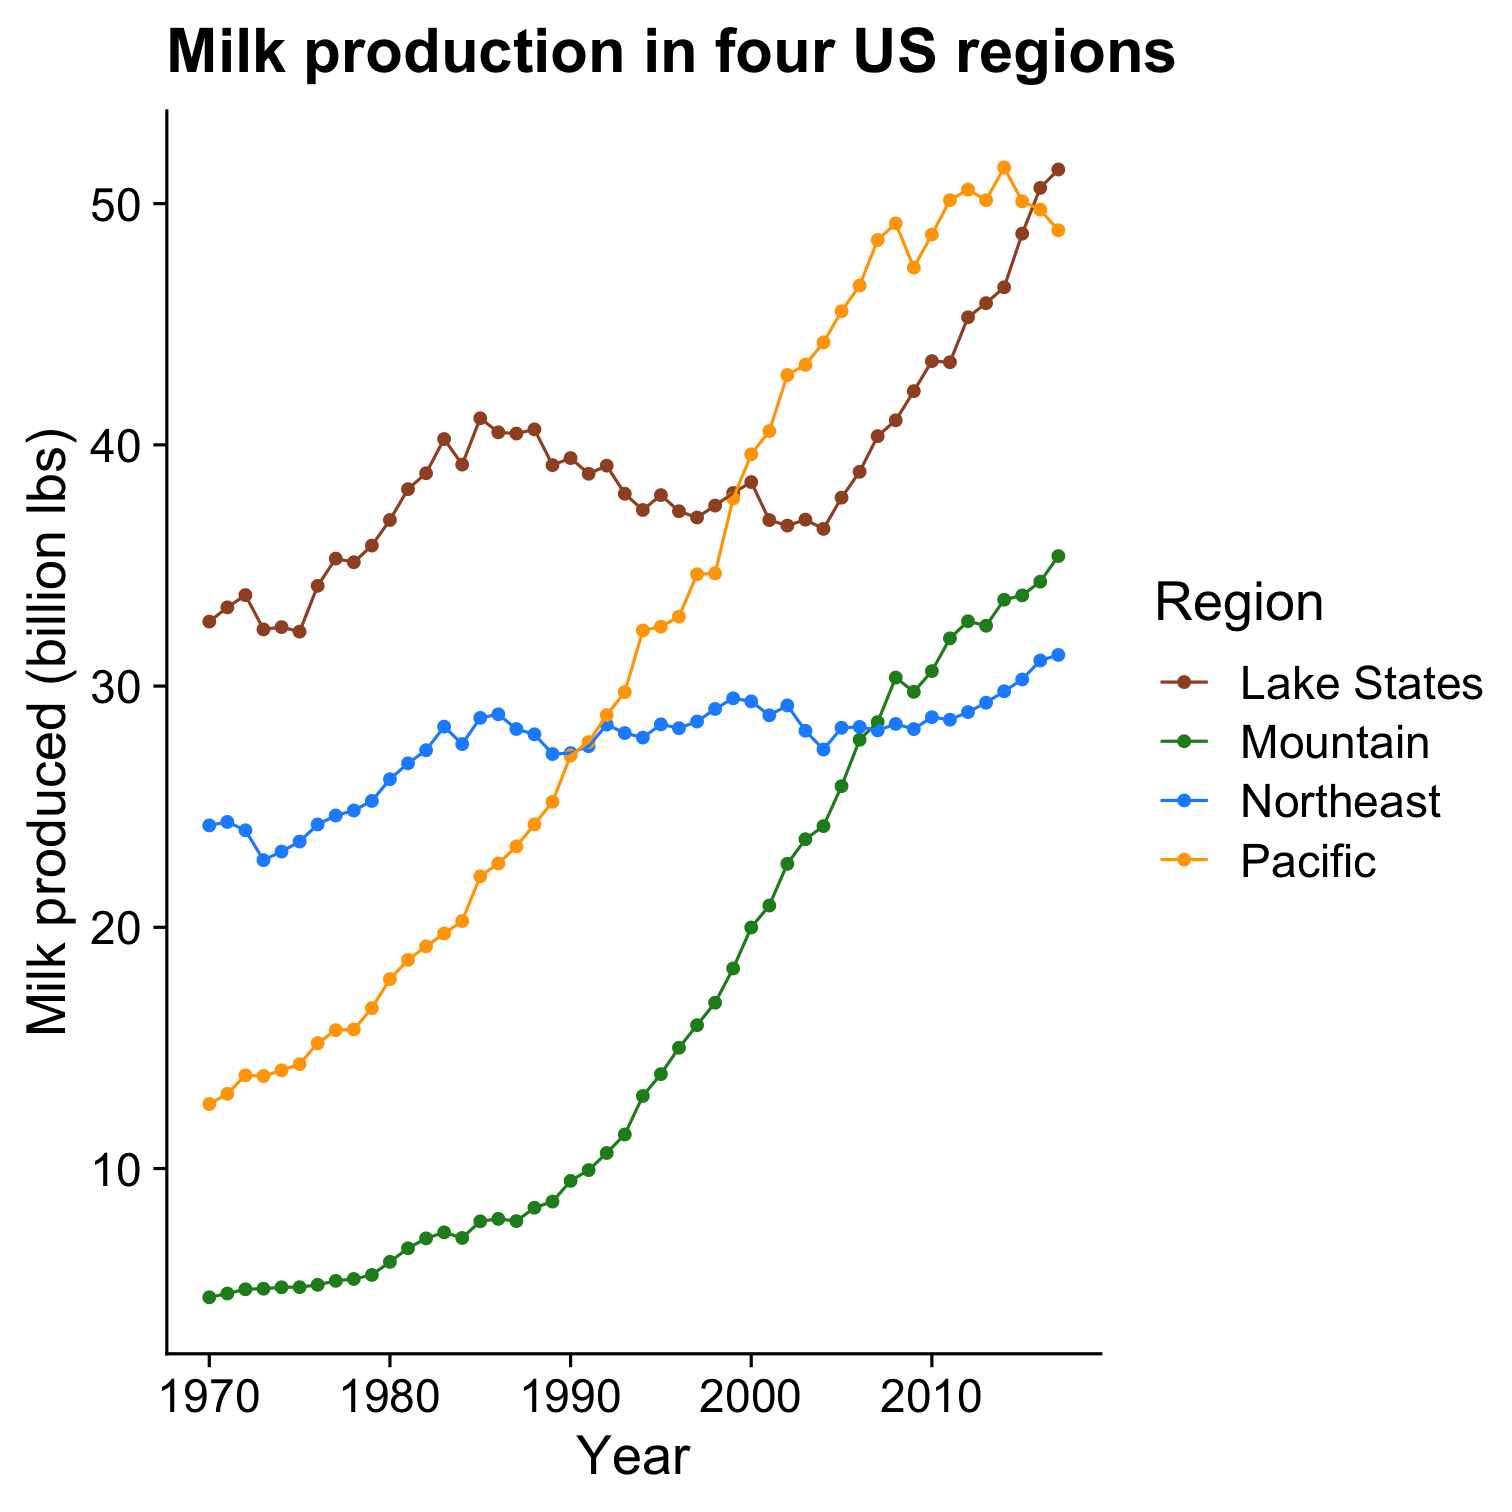 Milk production in four US regions
Milk produced (billion lbs)
50
40
30
20
10
1970 1980 1990 2000 2010
Year
Region
Lake States
Mountain
Northeast
Pacific